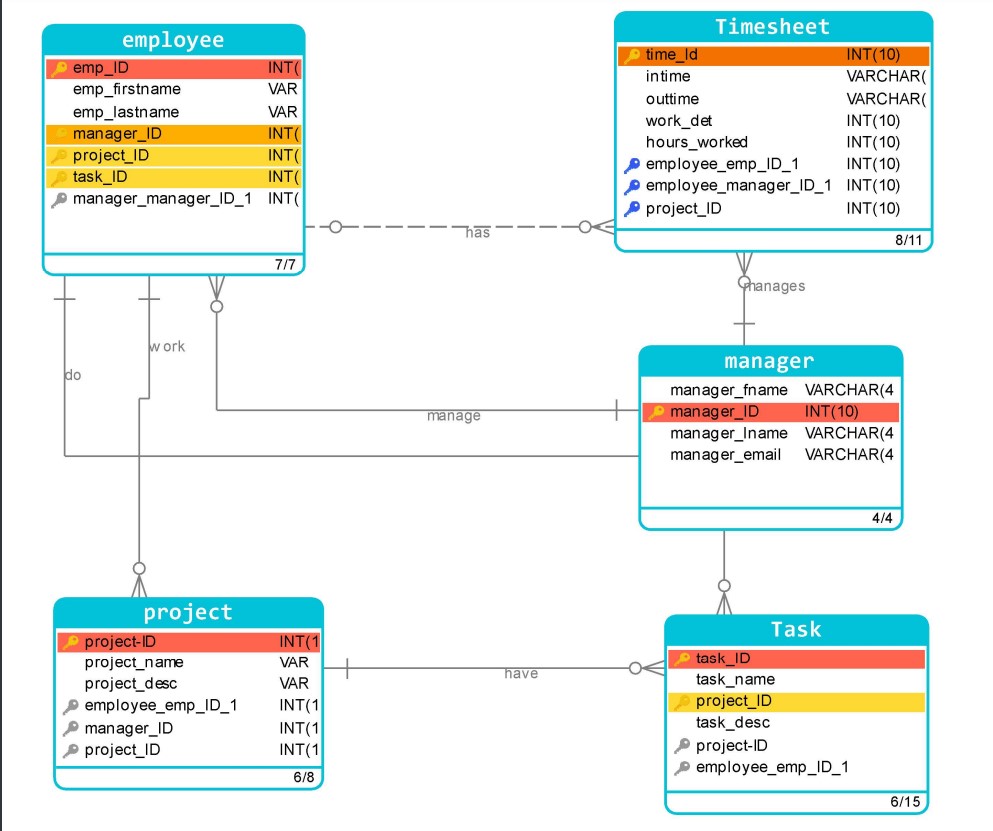 employee
emp_ID INT(
emp_firstname VAR
emp_lastname VAR
manager_ID INT(
project_ID INT(
task_ID INT(
manager_manager_ID_1 INT(
7/7
Timesheet
time_Id INT(10)
intime VARCHAR(
outtime VARCHAR(
work_det INT(10)
hours_worked INT(10)
employee_emp_ID_1 INT(10)
employee_manager_ID_1 INT(10)
project_ID INT(10)
8/11
has
manages
work
do
manage
manager
manager_fname VARCHAR(4
manager_ID INT(10)
manager_lname VARCHAR(4
manager_email VARCHAR(4
4/4
project
project-ID INT(1
project_name VAR
project_desc VAR
employee_emp_ID_1 INT(1
manager_ID INT(1
project_ID INT(1
6/8
have
Task
task_ID
task_name
project_ID
task_desc
project-ID
employee_emp_ID_1
6/15